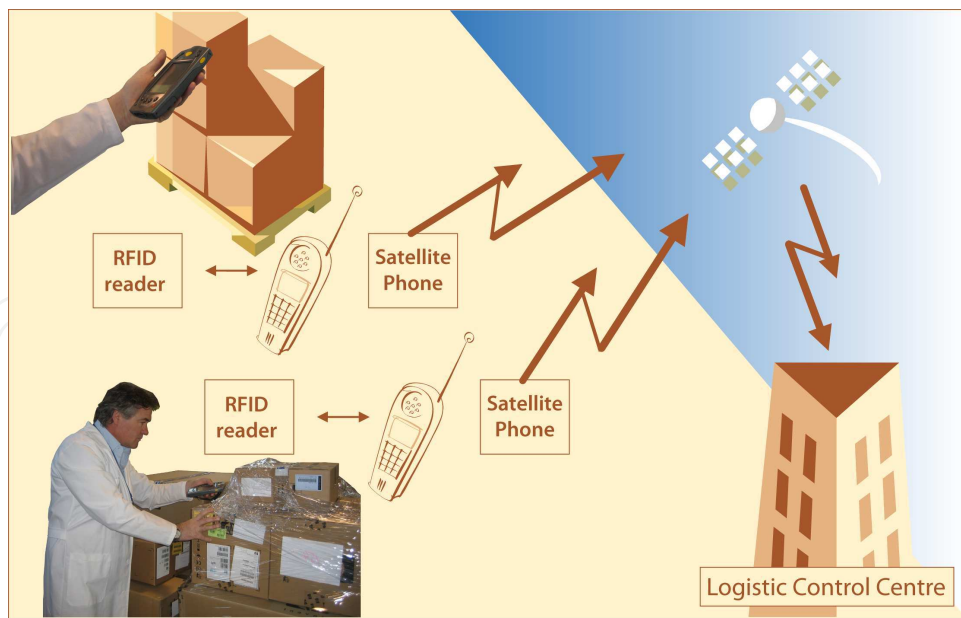 RFID
reader
Satellite
Phone
RFID
reader
Satellite
Phone
Logistic Control Centre